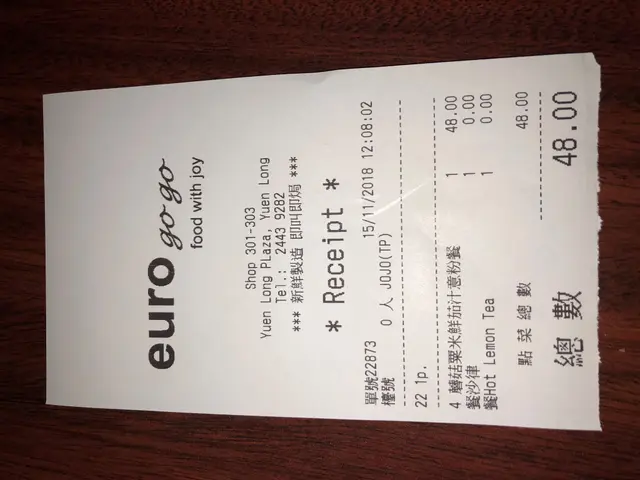 euro go go
food with joy
Shop 301-303
Yuen Long PLaza, Yuen Long
Tel.: 2443 9282
*** 新鮮製造 即叫即焗 ***
* Receipt *
單號22873 15/11/2018 12:08:02
檯號 0 人 JOJO(TP)
22 1p.
4 蘑菇粟米鮮茄汁意粉餐 1 48.00
餐沙律 1 0.00
餐Hot Lemon Tea 1 0.00
點菜總數 48.00
總數 48.00